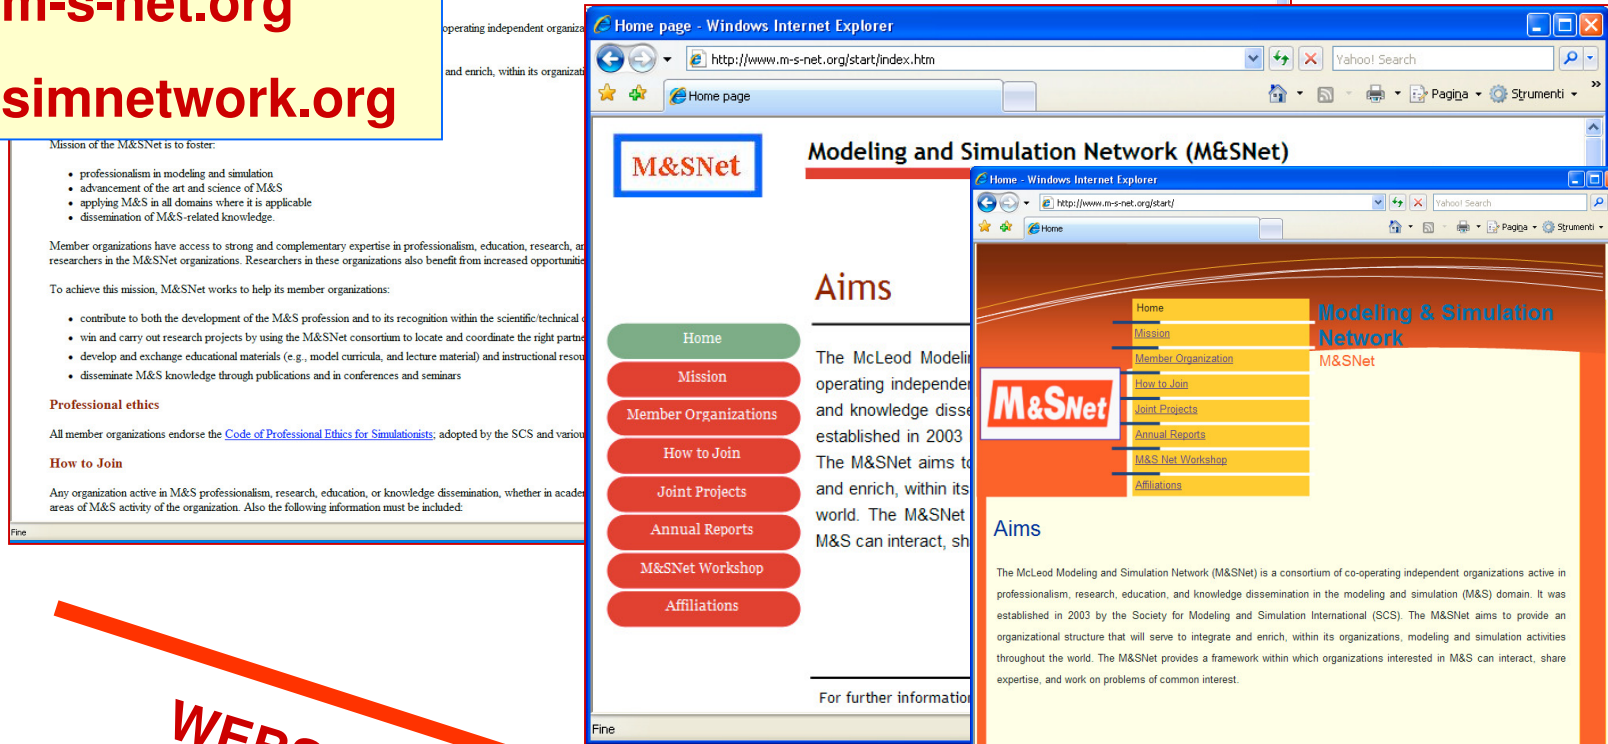 m-s-net.org
simnetwork.org
operating independent organiza
and enrich, within its organizati
Mission of the M&SNet is to foster:
• professionalism in modeling and simulation
• advancement of the art and science of M&S
• applying M&S in all domains where it is applicable
• dissemination of M&S-related knowledge.
Member organizations have access to strong and complementary expertise in professionalism, education, research, an
researchers in the M&SNet organizations. Researchers in these organizations also benefit from increased opportunitie
To achieve this mission, M&SNet works to help its member organizations:
• contribute to both the development of the M&S profession and to its recognition within the scientific/technical
• win and carry out research projects by using the M&SNet consortium to locate and coordinate the right partne
• develop and exchange educational materials (e.g., model curricula, and lecture material) and instructional resou
• disseminate M&S knowledge through publications and in conferences and seminars
Professional ethics
All member organizations endorse the Code of Professional Ethics for Simulationists; adopted by the SCS and variou
How to Join
Any organization active in M&S professionalism, research, education, or knowledge dissemination, whether in acade
areas of M&S activity of the organization. Also the following information must be included:
Fine
WEBS
Home page - Windows Internet Explorer
http://www.m-s-net.org/start/index.htm
Yahoo! Search
Home page
Pagina
Strumenti
»
M&SNet
Modeling and Simulation Network (M&SNet)
Aims
Home
Mission
Member Organizations
How to Join
Joint Projects
Annual Reports
M&SNet Workshop
Affiliations
The McLeod Modelin
operating independen
and knowledge disse
established in 2003
The M&SNet aims to
and enrich, within its
world. The M&SNet
M&S can interact, sh
For further information
Fine
Home - Windows Internet Explorer
http://www.m-s-net.org/start/
Yahoo! Search
Home
Pagina
Strumenti
Home
Mission
Member Organization
How to Join
Joint Projects
Annual Reports
M&S Net Workshop
Affiliations
M&SNet
Modeling & Simulation
Network
M&SNet
Aims
The McLeod Modeling and Simulation Network (M&SNet) is a consortium of co-operating independent organizations active in
professionalism, research, education, and knowledge dissemination in the modeling and simulation (M&S) domain. It was
established in 2003 by the Society for Modeling and Simulation International (SCS). The M&SNet aims to provide an
organizational structure that will serve to integrate and enrich, within its organizations, modeling and simulation activities
throughout the world. The M&SNet provides a framework within which organizations interested in M&S can interact, share
expertise, and work on problems of common interest.